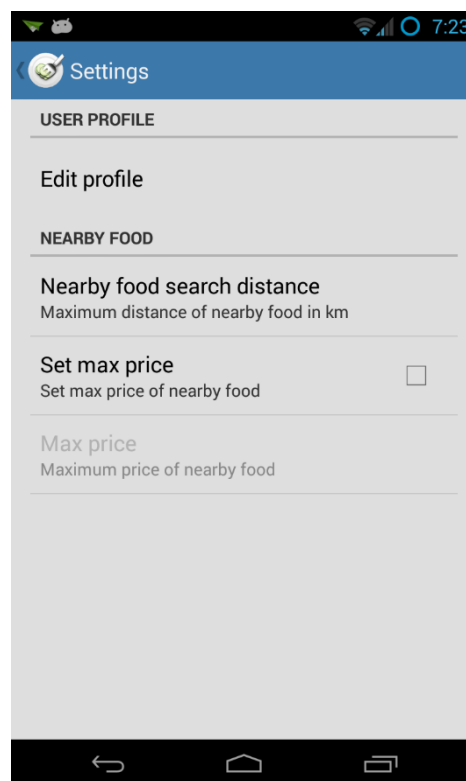 7:23
Settings
USER PROFILE
Edit profile
NEARBY FOOD
Nearby food search distance
Maximum distance of nearby food in km
Set max price
Set max price of nearby food
Max price
Maximum price of nearby food